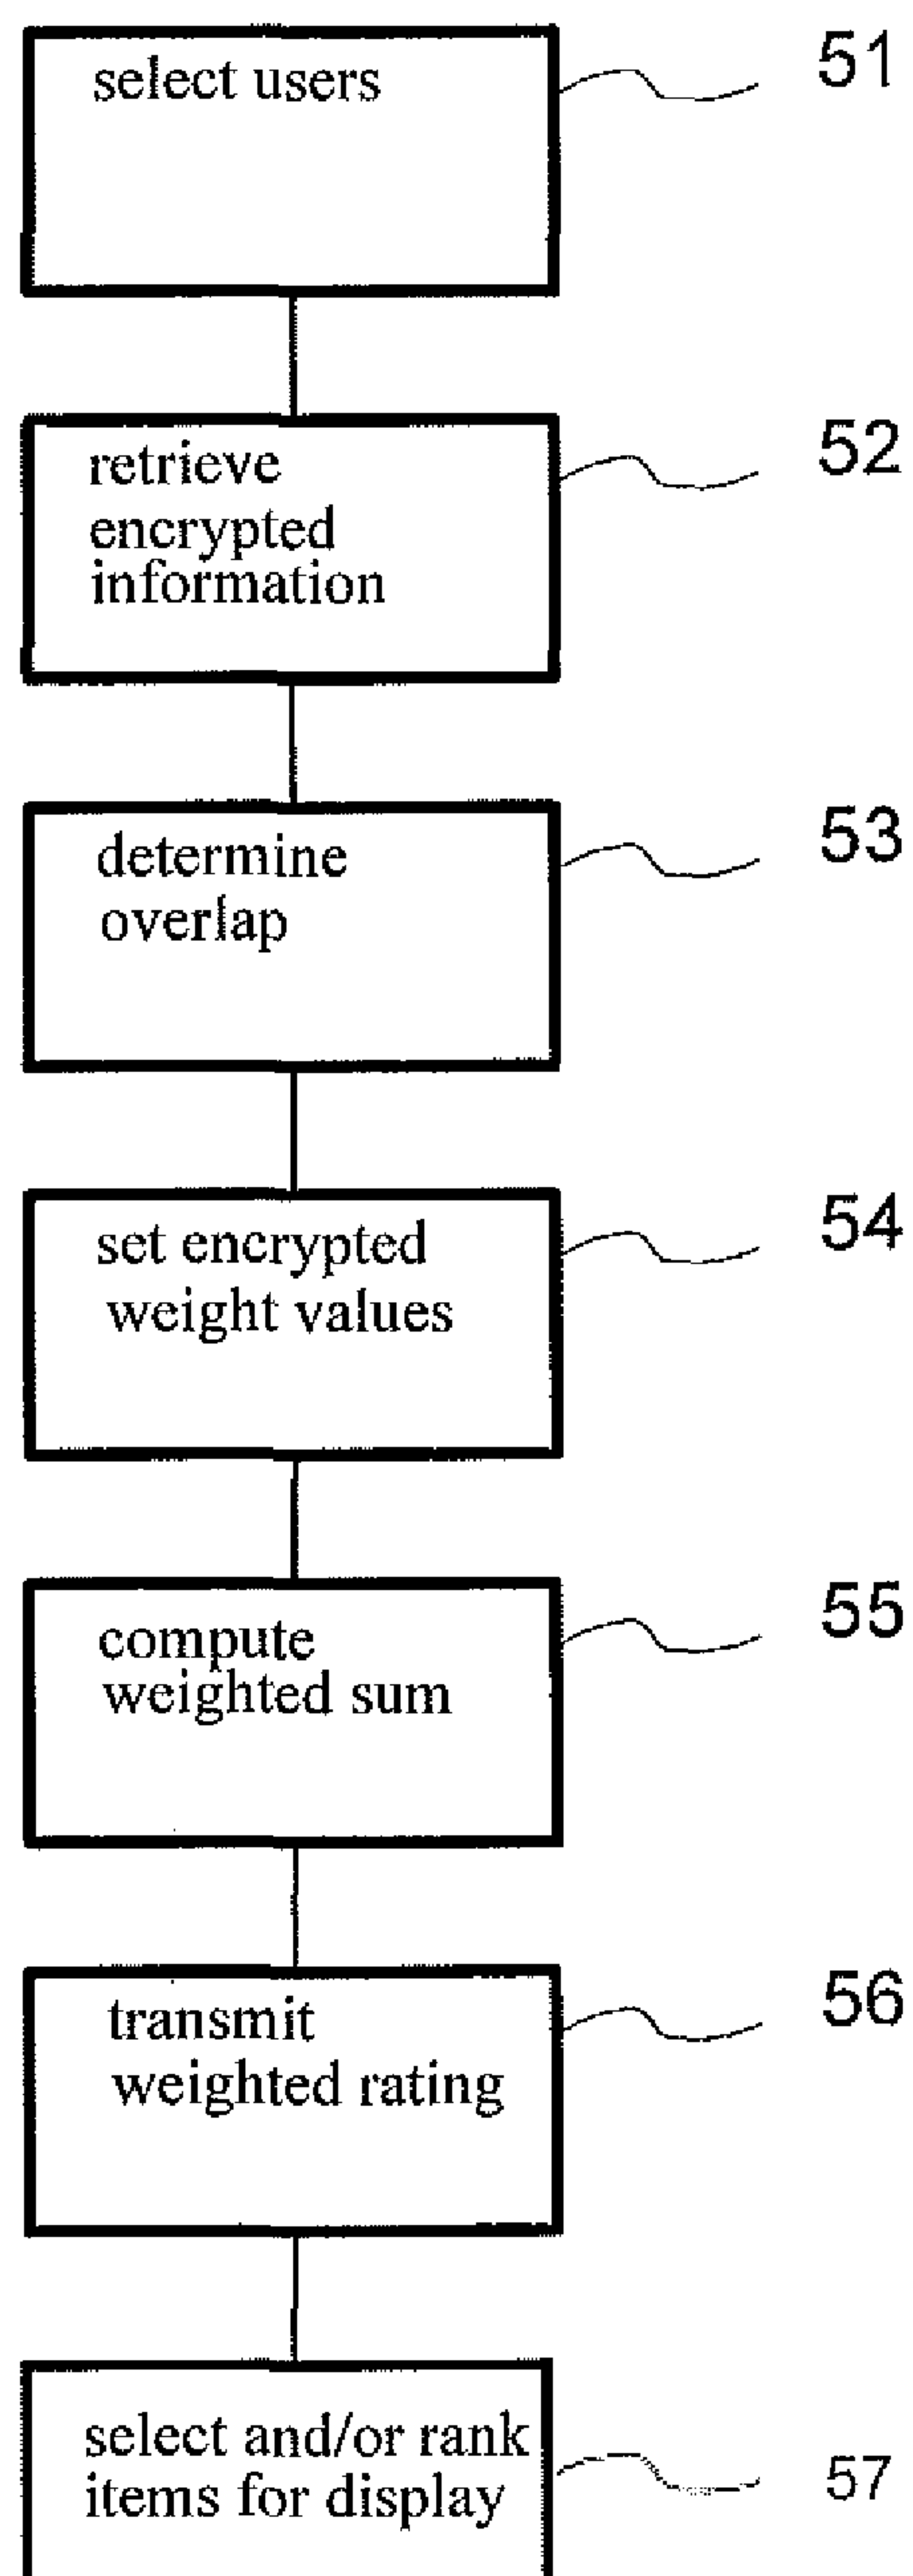 select users
51
retrieve
encrypted
information
52
determine
overlap
53
set encrypted
weight values
54
compute
weighted sum
55
transmit
weighted rating
56
select and/or rank
items for display
57